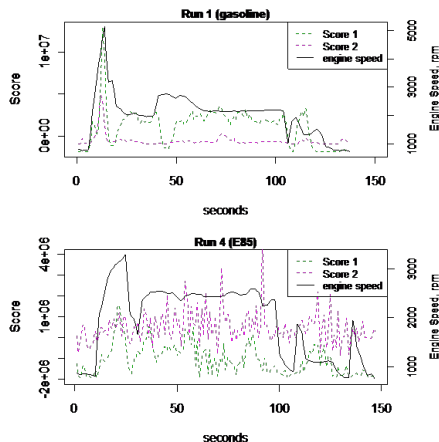 Run 1 (gasoline)
Score 1
Score 2
engine speed
Score
0e+00
1e+07
Engine Speed, rpm
1000
2000
3000
4000
5000
0
50
100
150
seconds
Run 4 (E85)
Score 1
Score 2
engine speed
Score
-2e+06
1e+06
4e+06
Engine Speed, rpm
1000
2000
3000
0
50
100
150
seconds